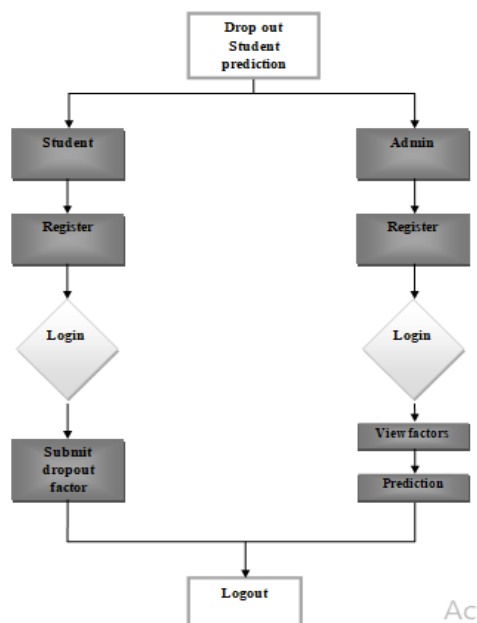 Drop out
Student
prediction
Student
Admin
Register
Register
Login
Login
Submit
dropout
factor
View factors
Prediction
Logout
Ac